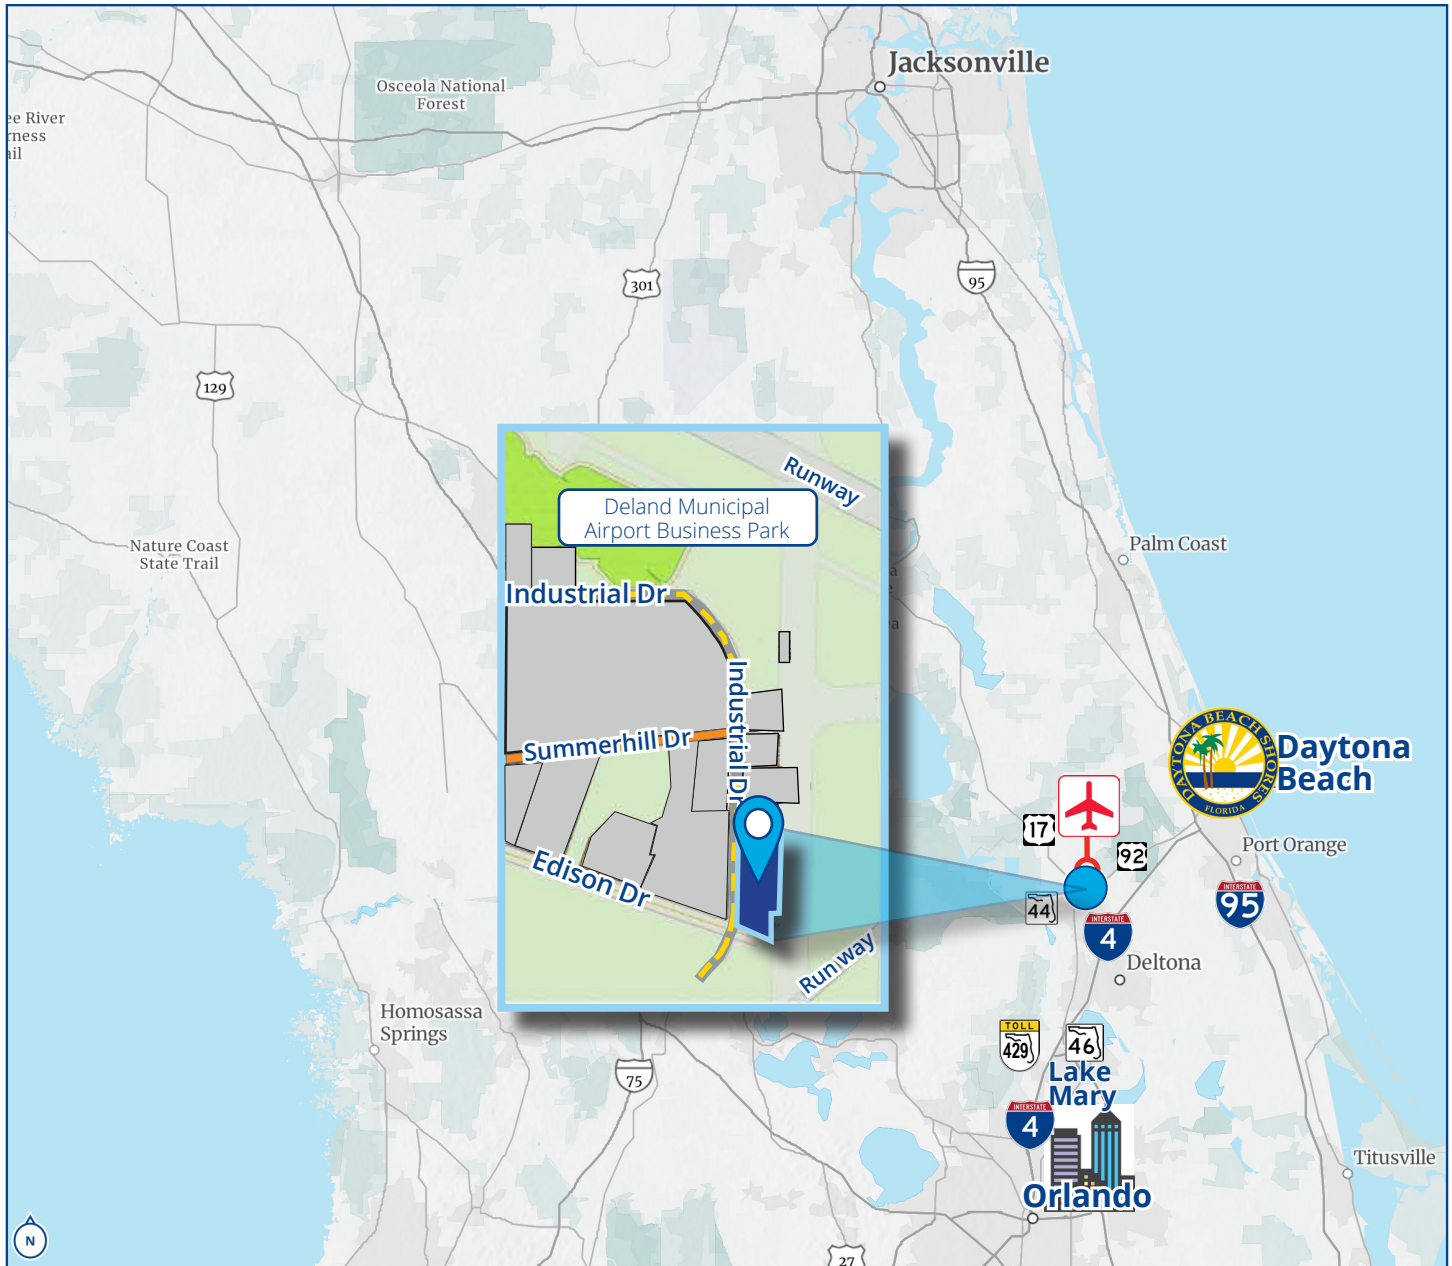 Jacksonville
Osceola National
Forest
ee River
rness
ail
301
95
129
Runway
Deland Municipal
Airport Business Park
Nature Coast
State Trail
Palm Coast
Industrial Dr
Industrial Dr
Summerhill Dr
DAYTONA BEACH SHORES
FLORIDA
Daytona
Beach
17
92
Port Orange
Edison Dr
44
INTERSTATE
95
INTERSTATE
4
Runway
Deltona
Homosassa
Springs
TOLL
429
46
75
Lake
Mary
INTERSTATE
4
Titusville
Orlando
N
27